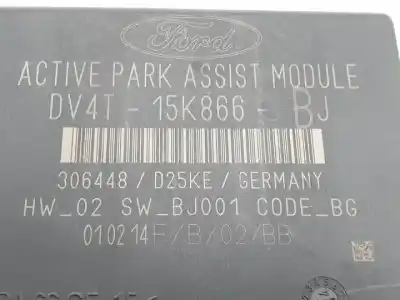 Ford
ACTIVE PARK ASSIST MODULE
DV4T - 15K866 - BJ
306448 / D25KE / GERMANY
HW_02 SW_BJ001 CODE_BG
010214F/B/02/BB